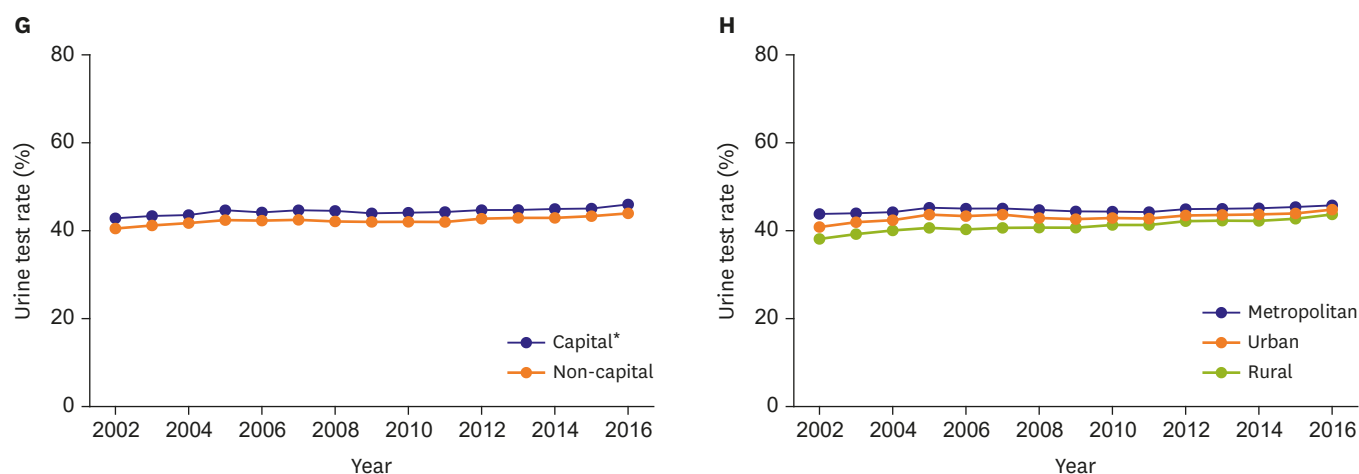 G
80
60
40
20
0
Urine test rate (%)
Capital*
Non-capital
2002 2004 2006 2008 2010 2012 2014 2016
Year
H
80
60
40
20
0
Urine test rate (%)
Metropolitan
Urban
Rural
2002 2004 2006 2008 2010 2012 2014 2016
Year